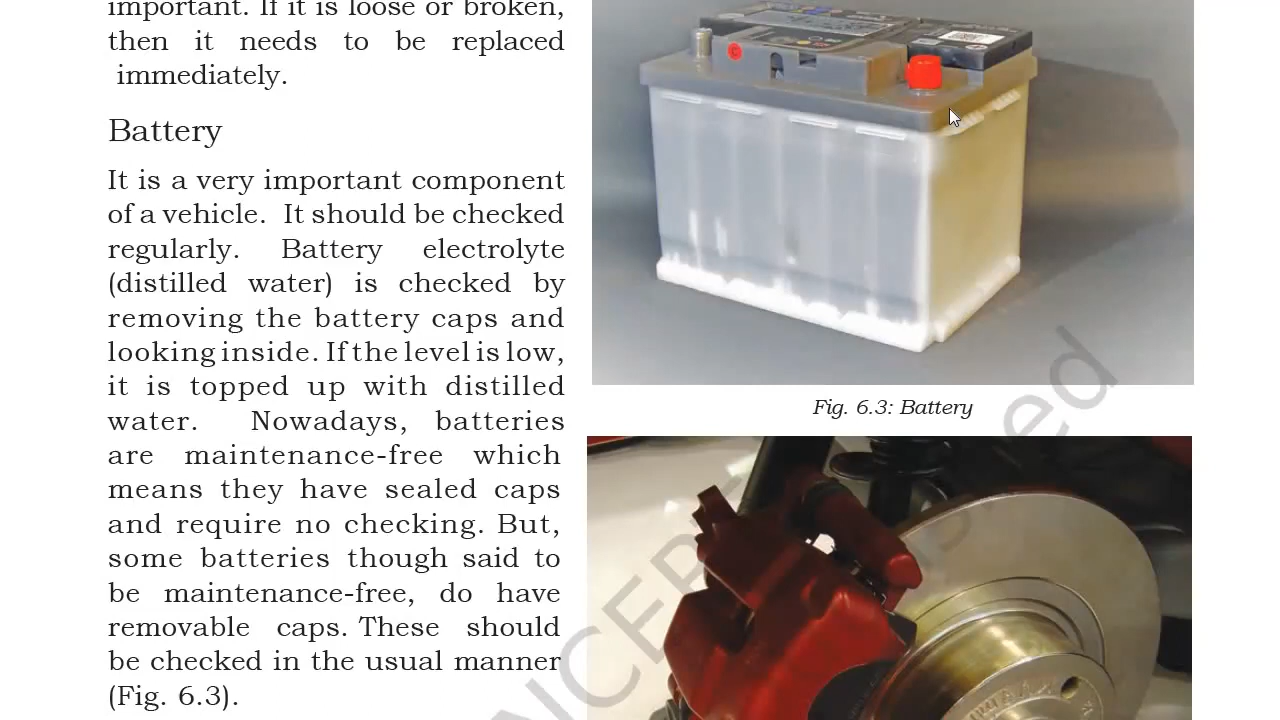 important. If it is loose or broken,
then it needs to be replaced
immediately.
Battery
It is a very important component
of a vehicle. It should be checked
regularly. Battery electrolyte
(distilled water) is checked by
removing the battery caps and
looking inside. If the level is low,
it is topped up with distilled
water. Nowadays, batteries
are maintenance-free which
means they have sealed caps
and require no checking. But,
some batteries though said to
be maintenance-free, do have
removable caps. These should
be checked in the usual manner
(Fig. 6.3).
Fig. 6.3: Battery